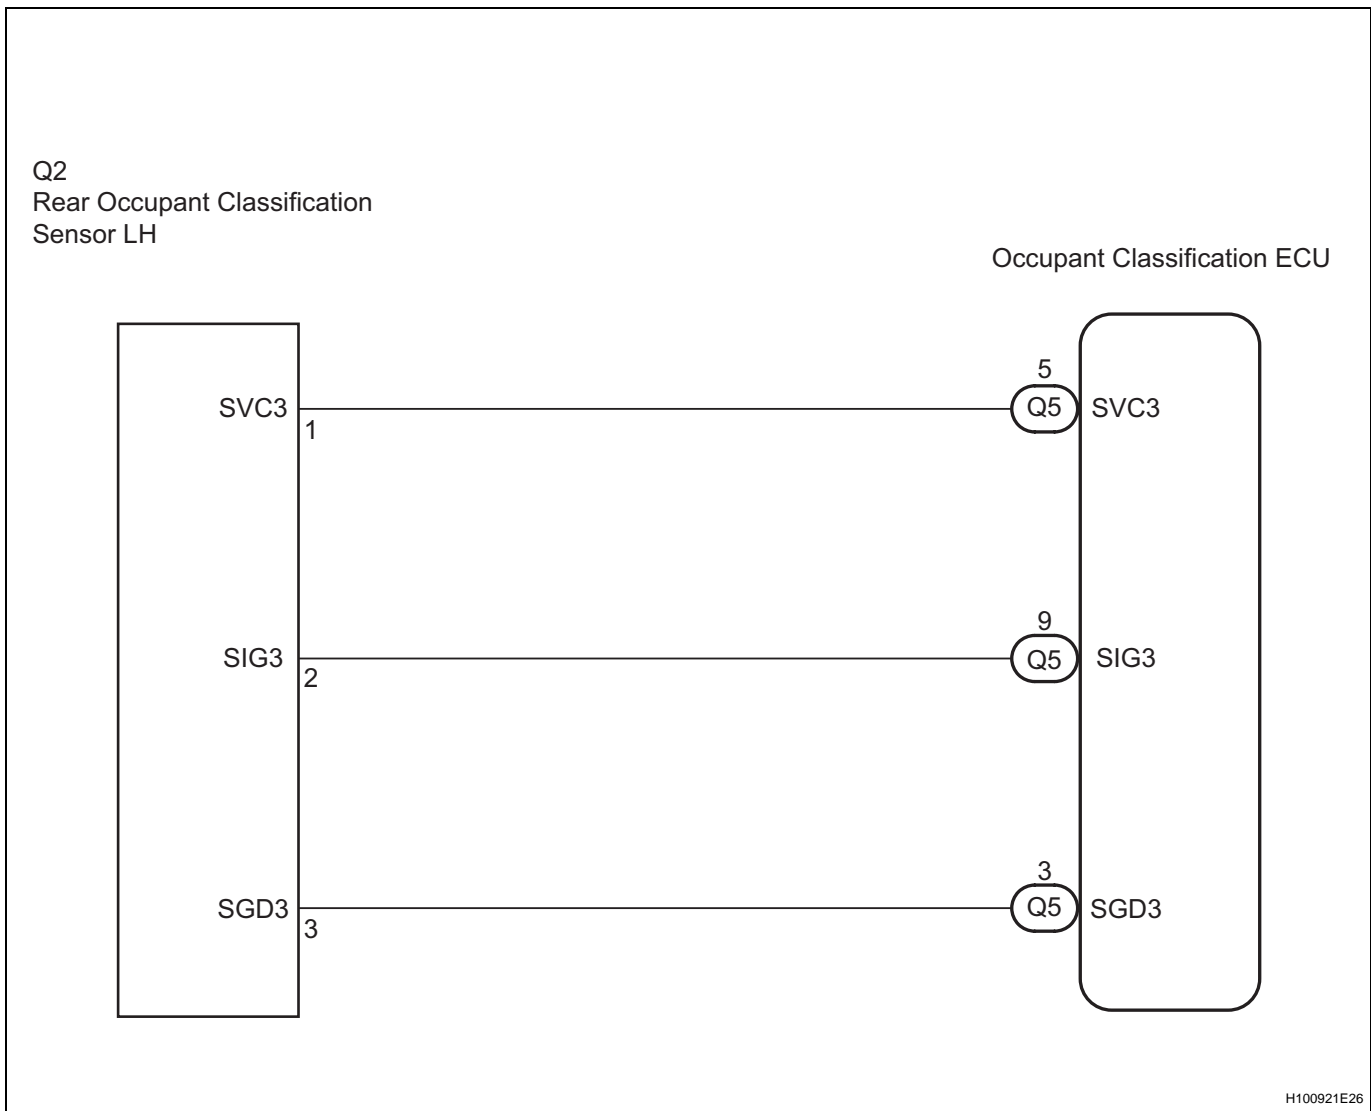 Q2
Rear Occupant Classification
Sensor LH
Occupant Classification ECU
SVC3
1
5
Q5
SVC3
SIG3
2
9
Q5
SIG3
SGD3
3
3
Q5
SGD3
H100921E26